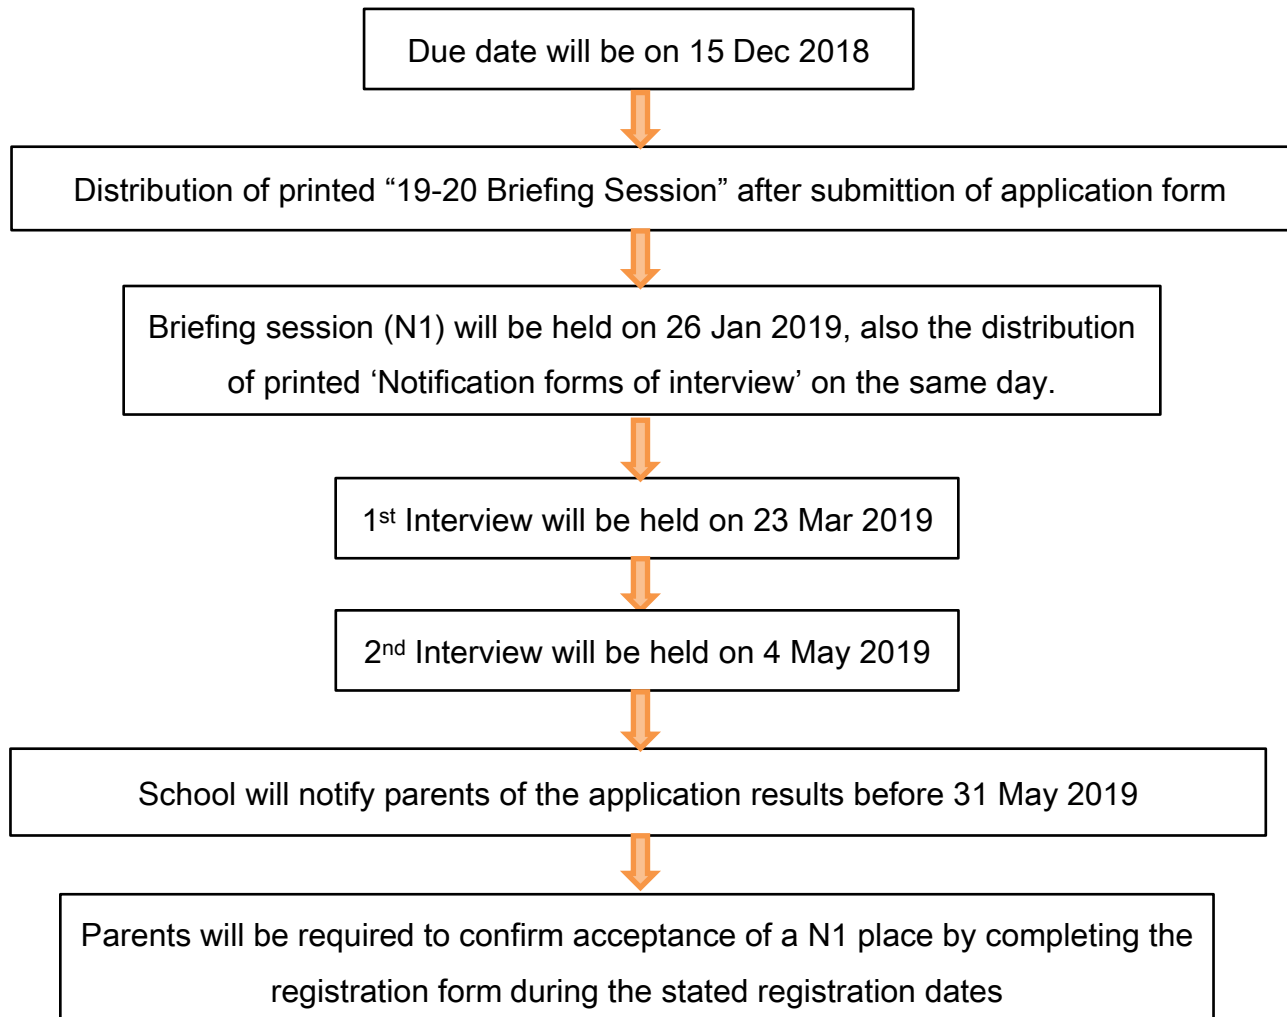 Due date will be on 15 Dec 2018
Distribution of printed “19-20 Briefing Session” after submittion of application form
Briefing session (N1) will be held on 26 Jan 2019, also the distribution
of printed ‘Notification forms of interview’ on the same day.
1st Interview will be held on 23 Mar 2019
2nd Interview will be held on 4 May 2019
School will notify parents of the application results before 31 May 2019
Parents will be required to confirm acceptance of a N1 place by completing the
registration form during the stated registration dates